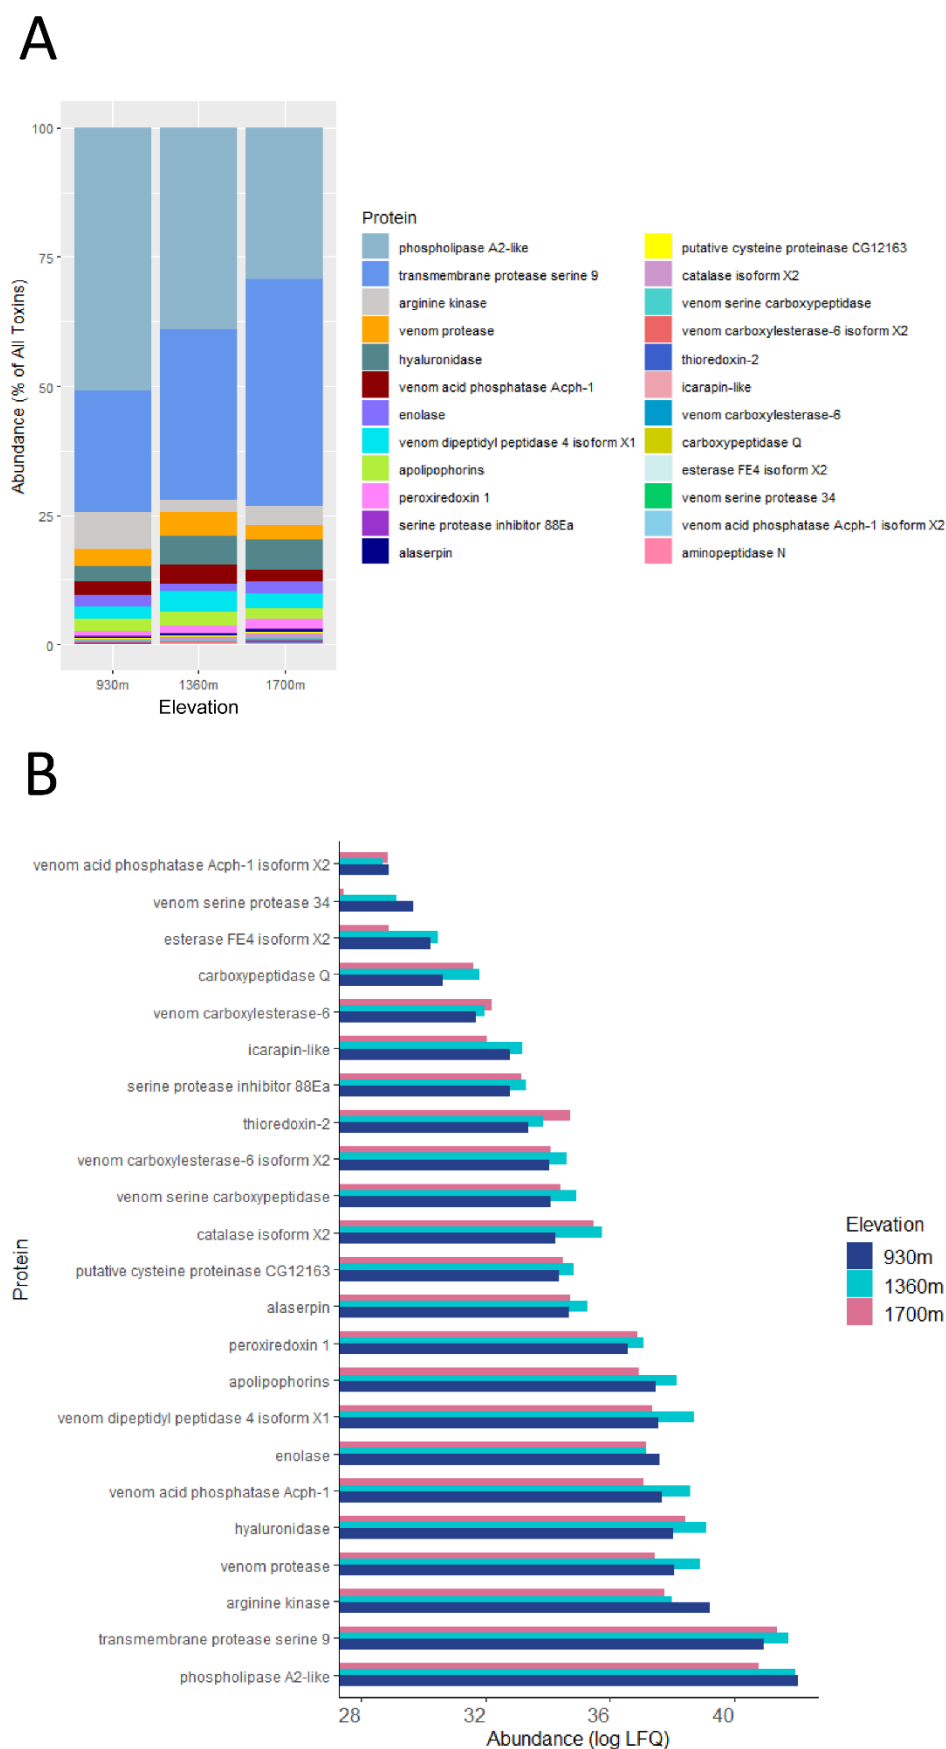 A
100
75
50
25
0
Abundance (% of All Toxins)
930m 1360m 1700m
Elevation
Protein
phospholipase A2-like
transmembrane protease serine 9
arginine kinase
venom protease
hyaluronidase
venom acid phosphatase Acph-1
enolase
venom dipeptidyl peptidase 4 isoform X1
apolipophorins
peroxiredoxin 1
serine protease inhibitor 88Ea
alaserpin
putative cysteine proteinase CG12163
catalase isoform X2
venom serine carboxypeptidase
venom carboxylesterase-6 isoform X2
thioredoxin-2
icarapin-like
venom carboxylesterase-6
carboxypeptidase Q
esterase FE4 isoform X2
venom serine protease 34
venom acid phosphatase Acph-1 isoform X2
aminopeptidase N
B
Protein
venom acid phosphatase Acph-1 isoform X2
venom serine protease 34
esterase FE4 isoform X2
carboxypeptidase Q
venom carboxylesterase-6
icarapin-like
serine protease inhibitor 88Ea
thioredoxin-2
venom carboxylesterase-6 isoform X2
venom serine carboxypeptidase
catalase isoform X2
putative cysteine proteinase CG12163
alaserpin
peroxiredoxin 1
apolipophorins
venom dipeptidyl peptidase 4 isoform X1
enolase
venom acid phosphatase Acph-1
hyaluronidase
venom protease
arginine kinase
transmembrane protease serine 9
phospholipase A2-like
28 32 36 40
Abundance (log LFQ)
Elevation
930m
1360m
1700m